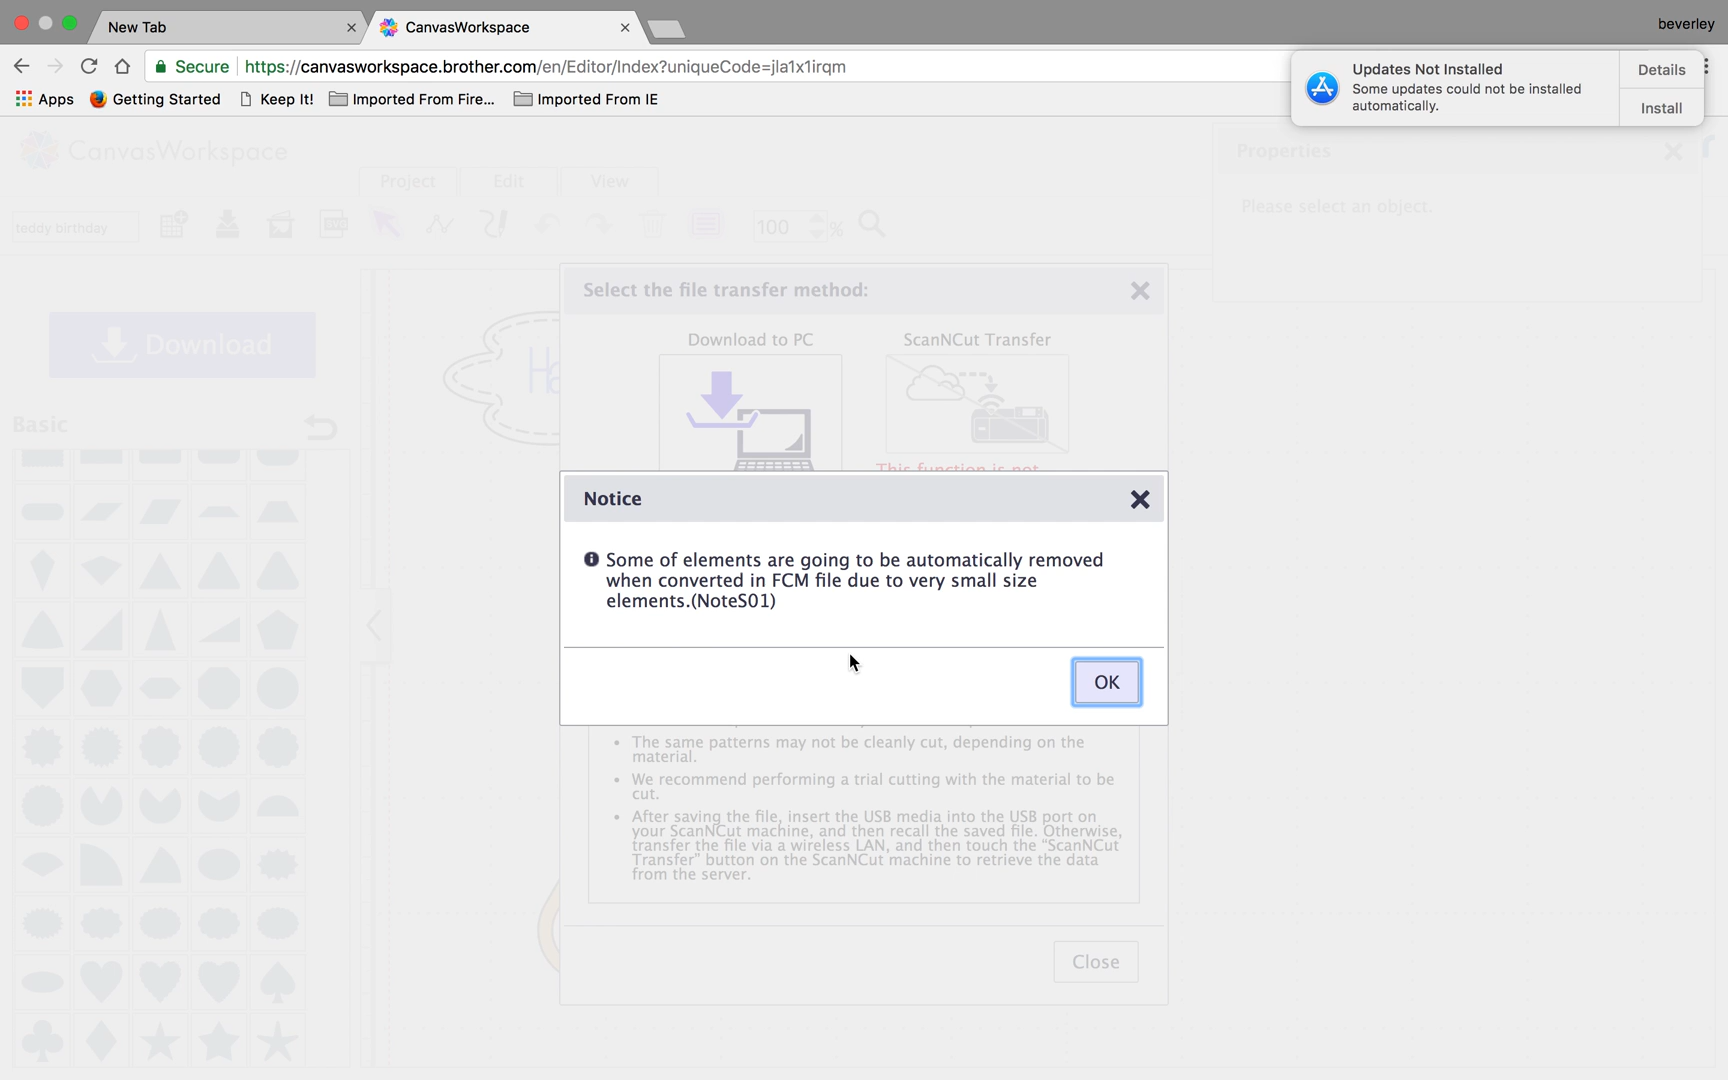 New Tab
CanvasWorkspace
beverley
Secure
https://canvasworkspace.brother.com/en/Editor/Index?uniqueCode=jla1x1irqm
Updates Not Installed
Some updates could not be installed
automatically.
Details
Install
Apps
Getting Started
Keep It!
Imported From Fire...
Imported From IE
CanvasWorkspace
Project
Edit
View
Properties
Please select an object.
teddy birthday
100
%
Select the file transfer method:
Download
Download to PC
ScanNCut Transfer
Ha
This function is not
Basic
Notice
Some of elements are going to be automatically removed
when converted in FCM file due to very small size
elements.(NoteS01)
OK
The same patterns may not be cleanly cut, depending on the
material.
We recommend performing a trial cutting with the material to be
cut.
After saving the file, insert the USB media into the USB port on
your ScanNCut machine, and then recall the saved file. Otherwise,
transfer the file via a wireless LAN, and then touch the "ScanNCut
Transfer" button on the ScanNCut machine to retrieve the data
from the server.
Close